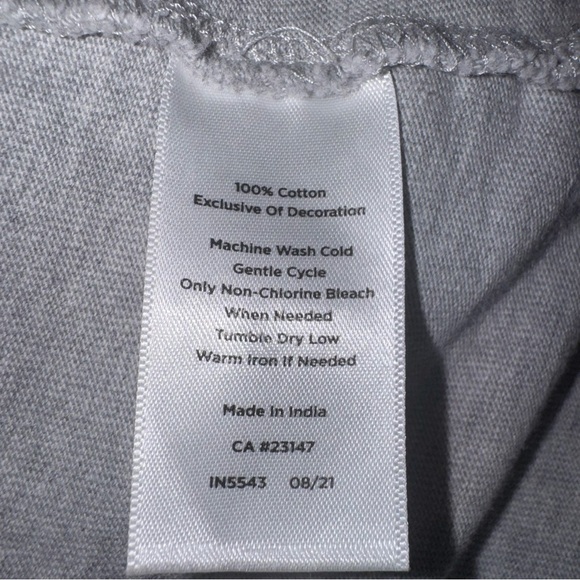 100% Cotton
Exclusive Of Decoration
Machine Wash Cold
Gentle Cycle
Only Non-Chlorine Bleach
When Needed
Tumble Dry Low
Warm Iron If Needed
Made In India
CA #23147
IN5543 08/21